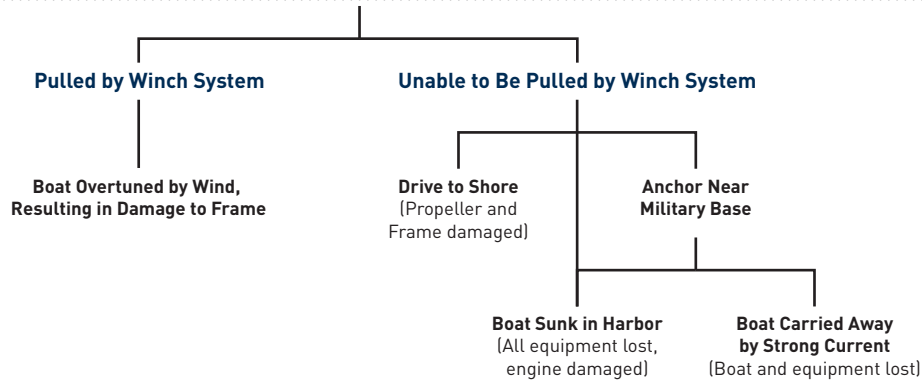 Pulled by Winch System
Unable to Be Pulled by Winch System
Boat Overtuned by Wind,
Resulting in Damage to Frame
Drive to Shore
(Propeller and
Frame damaged)
Anchor Near
Military Base
Boat Sunk in Harbor
(All equipment lost,
engine damaged)
Boat Carried Away
by Strong Current
(Boat and equipment lost)